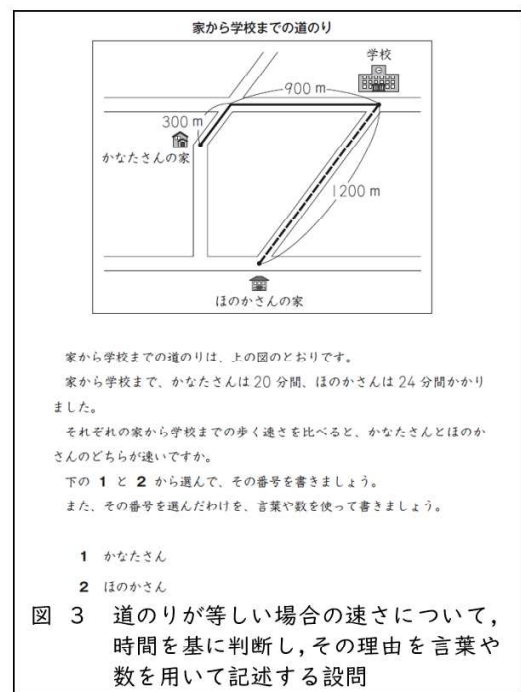 家から学校までの道のり
学校
900 m
300 m
かなたさんの家
1200 m
ほのかさんの家
家から学校までの道のりは、上の図のとおりです。
家から学校まで、かなたさんは 20 分間、ほのかさんは 24 分間かかり
ました。
それぞれの家から学校までの歩く速さを比べると、かなたさんとほのか
さんのどちらが速いですか。
下の 1 と 2 から選んで、その番号を書きましょう。
また、その番号を選んだわけを、言葉や数を使って書きましょう。
1 かなたさん
2 ほのかさん
図 3 道のりが等しい場合の速さについて,
時間を基に判断し,その理由を言葉や
数を用いて記述する設問